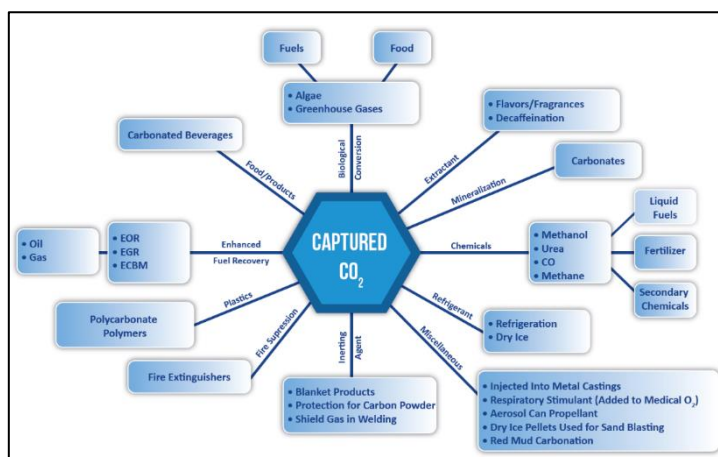 Fuels
Food
• Algae
• Greenhouse Gases
Biological
Conversion
• Flavors/Fragrances
• Decaffeination
Extractant
Carbonated Beverages
Food/Products
Carbonates
Mineralization
CAPTURED
CO₂
• Oil
• Gas
• EOR
• EGR
• ECBM
Enhanced
Fuel Recovery
Chemicals
• Methanol
• Urea
• CO
• Methane
Liquid
Fuels
Fertilizer
Secondary
Chemicals
Plastics
Polycarbonate
Polymers
Refrigerant
• Refrigeration
• Dry Ice
Fire Supression
Fire Extinguishers
Inerting
Agent
• Blanket Products
• Protection for Carbon Powder
• Shield Gas in Welding
Miscellaneous
• Injected Into Metal Castings
• Respiratory Stimulant (Added to Medical O₂)
• Aerosol Can Propellant
• Dry Ice Pellets Used for Sand Blasting
• Red Mud Carbonation